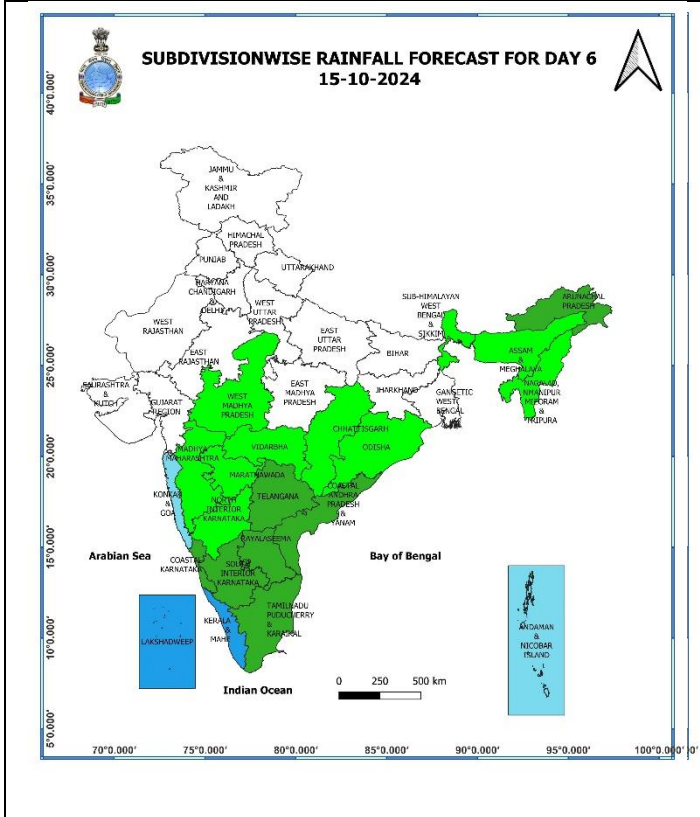 SUBDIVISIONWISE RAINFALL FORECAST FOR DAY 6
15-10-2024
40°0.000'
35°0.000'
30°0.000'
25°0.000'
20°0.000'
15°0.000'
10°0.000'
5°0.000'
JAMMU
&
KASHMIR
AND
LADAKH
HIMACHAL
PRADESH
PUNJAB
UTTARAKHAND
HARYANA
CHANDIGARH
&
DELHI
WEST
UTTAR
PRADESH
WEST
RAJASTHAN
EAST
RAJASTHAN
EAST
UTTAR
PRADESH
SUB-HIMALAYAN
WEST
BENGAL
&
SIKKIM
ARUNACHAL
PRADESH
BIHAR
ASSAM
&
MEGHALAYA
NAGALAND
MANIPUR
MIZORAM
&
TRIPURA
SAURASHTRA
&
KUTCH
GUJARAT
REGION
WEST
MADHYA
PRADESH
EAST
MADHYA
PRADESH
JHARKHAND
GANGETIC
WEST
BENGAL
CHHATTISGARH
ODISHA
MADHYA
MAHARASHTRA
VIDARBHA
MARATHAWADA
KONKAN
&
GOA
NORTH
INTERIOR
KARNATAKA
TELANGANA
COASTAL
ANDHRA
PRADESH
&
YANAM
RAYALASEEMA
COASTAL
KARNATAKA
SOUTH
INTERIOR
KARNATAKA
TAMILNADU
PUDUCHERRY
&
KARAIKAL
KERALA
&
MAHE
LAKSHADWEEP
ANDAMAN
&
NICOBAR
ISLAND
Arabian Sea
Bay of Bengal
Indian Ocean
0 250 500 km
70°0.000' 75°0.000' 80°0.000' 85°0.000' 90°0.000' 95°0.000' 100°0.000'